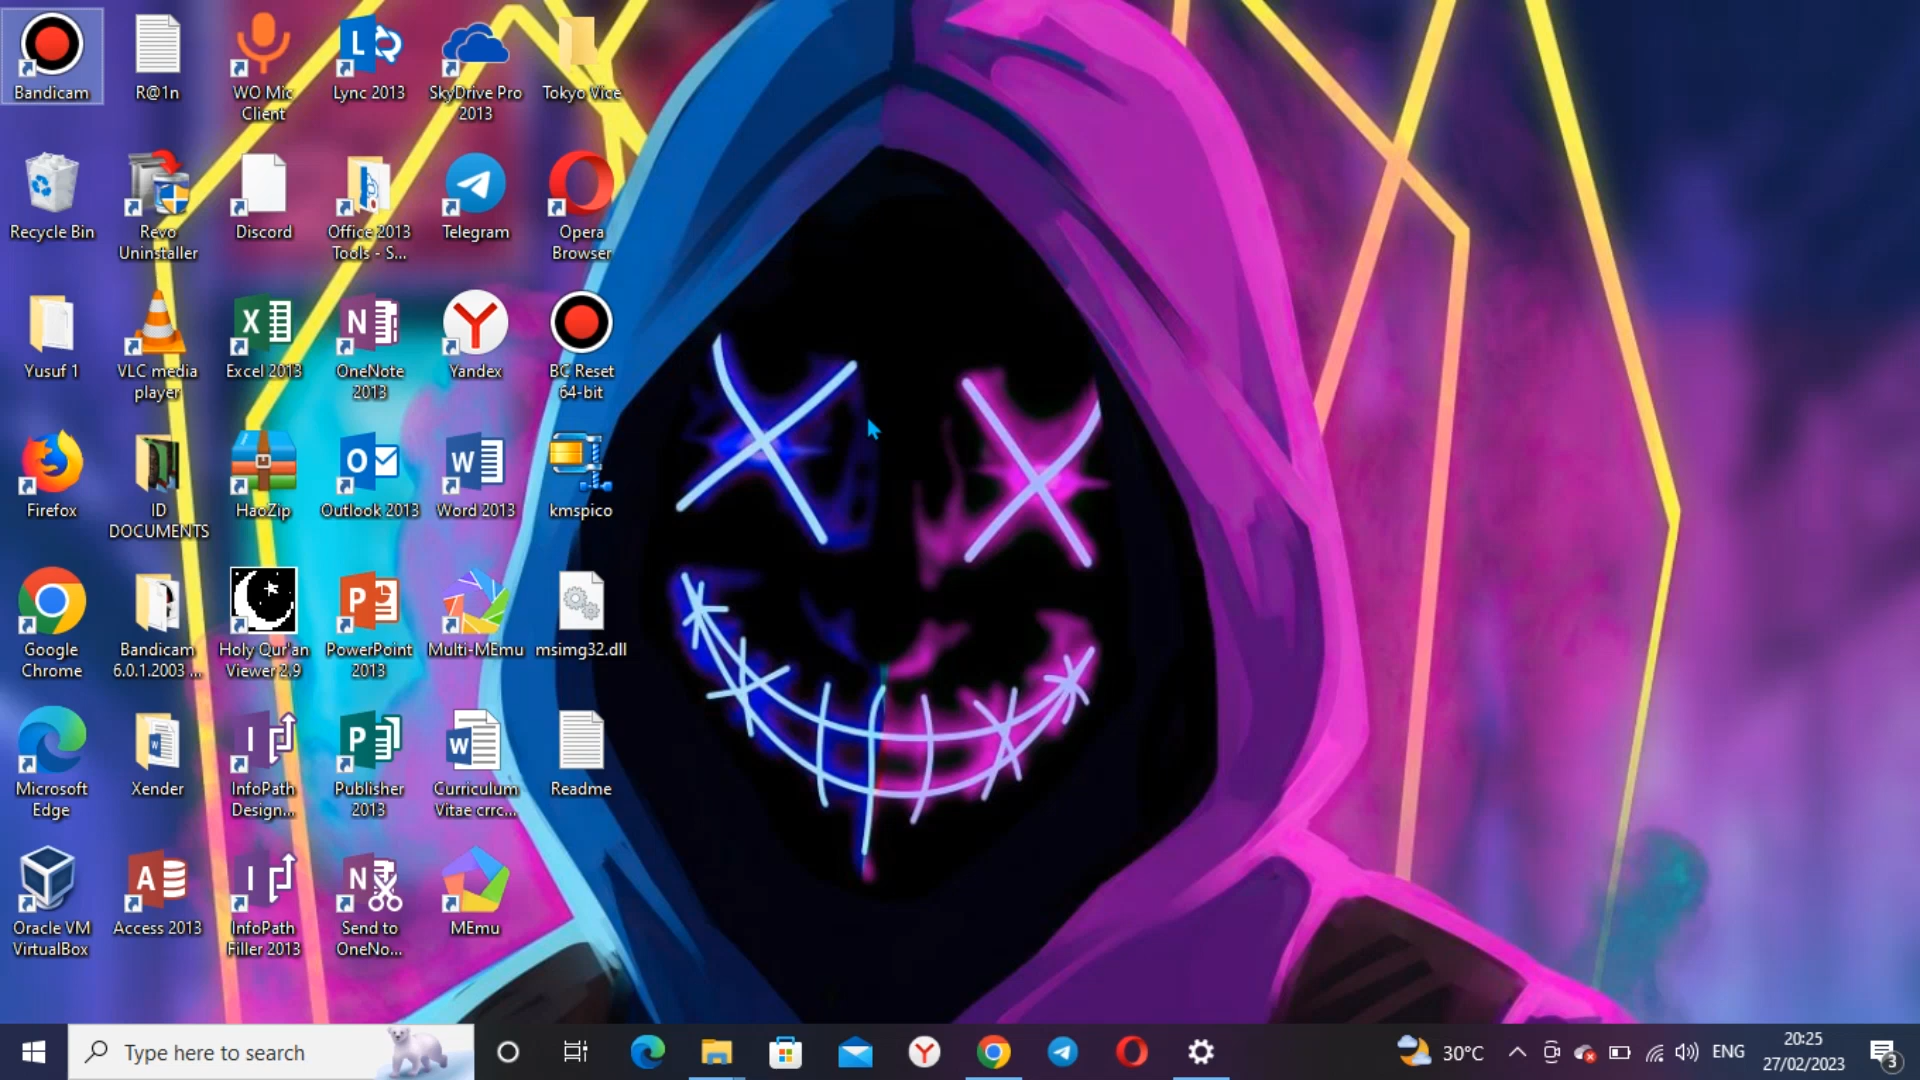 Bandicam
R@1n
WO Mic
Client
Lync 2013
SkyDrive Pro
2013
Tokyo Vice
Recycle Bin
Revo
Uninstaller
Discord
Office 2013
Tools - S...
Telegram
Opera
Browser
Yusuf 1
VLC media
player
Excel 2013
OneNote
2013
Yandex
BC Reset
64-bit
Firefox
ID
DOCUMENTS
HaoZip
Outlook 2013
Word 2013
kmspico
Google
Chrome
Bandicam
6.0.1.2003 ...
Holy Qur'an
Viewer 2.9
PowerPoint
2013
Multi-MEmu
msimg32.dll
Microsoft
Edge
Xender
InfoPath
Design...
Publisher
2013
Curriculum
Vitae crrc...
Readme
Oracle VM
VirtualBox
Access 2013
InfoPath
Filler 2013
Send to
OneNo...
MEmu
Type here to search
30°C
ENG
20:25
27/02/2023
3